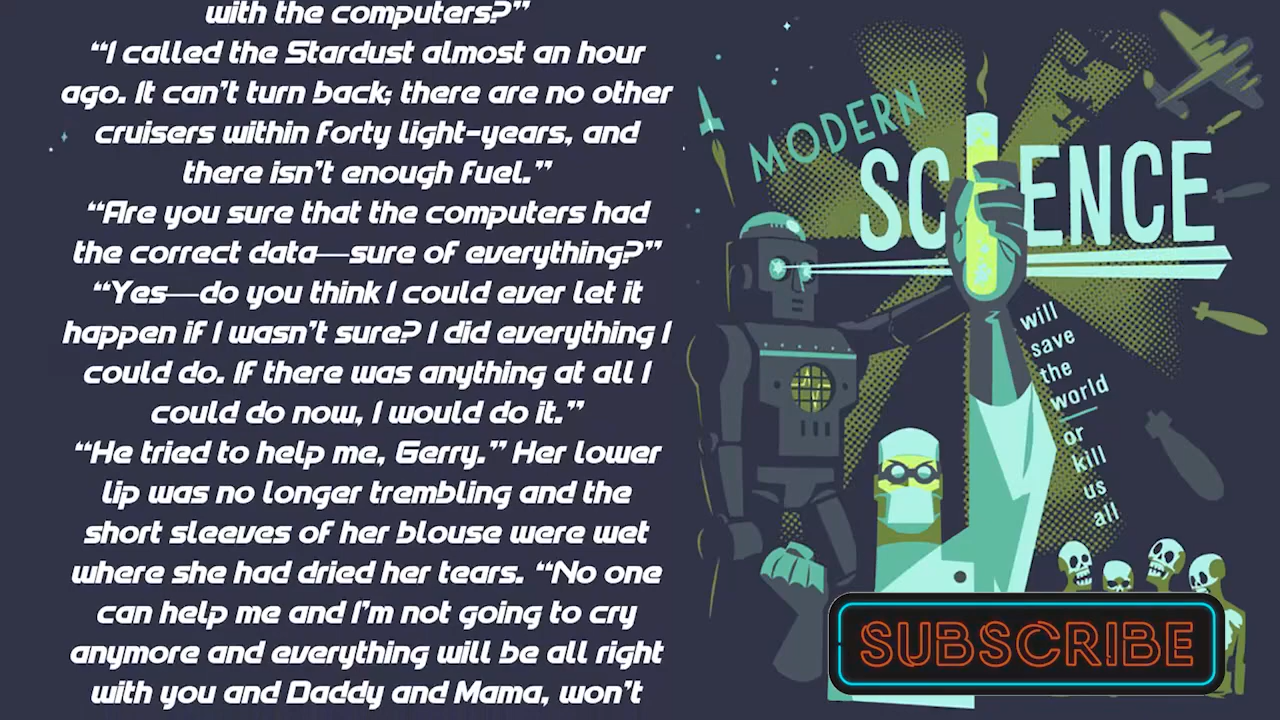 with the computers?”
“I called the Stardust almost an hour
ago. It can’t turn back; there are no other
cruisers within forty light-years, and
there isn’t enough fuel.”
“Are you sure that the computers had
the correct data—sure of everything?”
“Yes—do you think I could ever let it
happen if I wasn’t sure? I did everything I
could do. If there was anything at all I
could do now, I would do it.”
“He tried to help me, Gerry.” Her lower
lip was no longer trembling and the
short sleeves of her blouse were wet
where she had dried her tears. “No one
can help me and I’m not going to cry
anymore and everything will be all right
with you and Daddy and Mama, won’t
MODERN
SCIENCE
will
save
the
world
or
kill
us
all
SUBSCRIBE